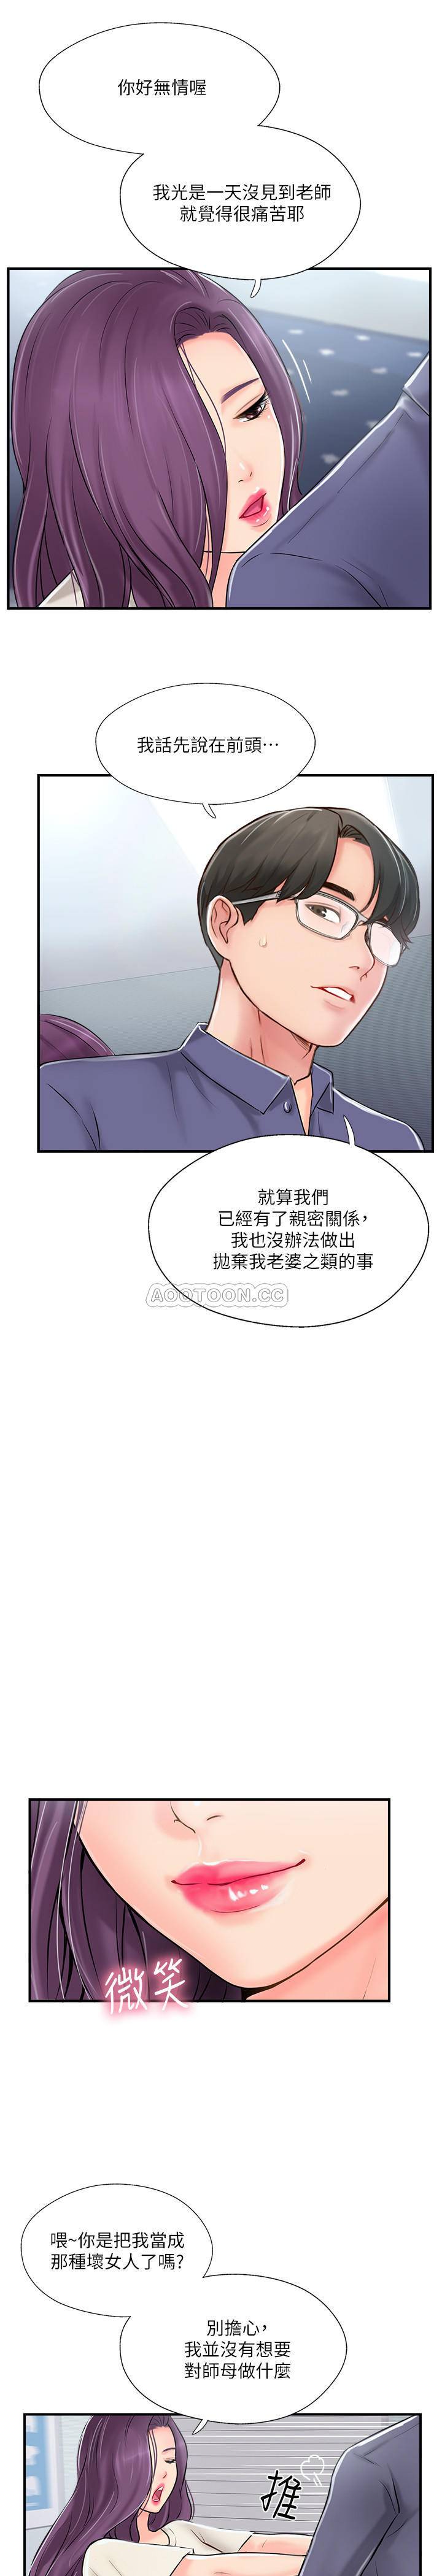 你好無情喔
我光是一天沒見到老師
就覺得很痛苦耶
我話先說在前頭…
就算我們
已經有了親密關係,
我也沒辦法做出
拋棄我老婆之類的事
AOOTOON.CC
微笑
喂~你是把我當成
那種壞女人了嗎?
別擔心,
我並沒有想要
對師母做什麼
推